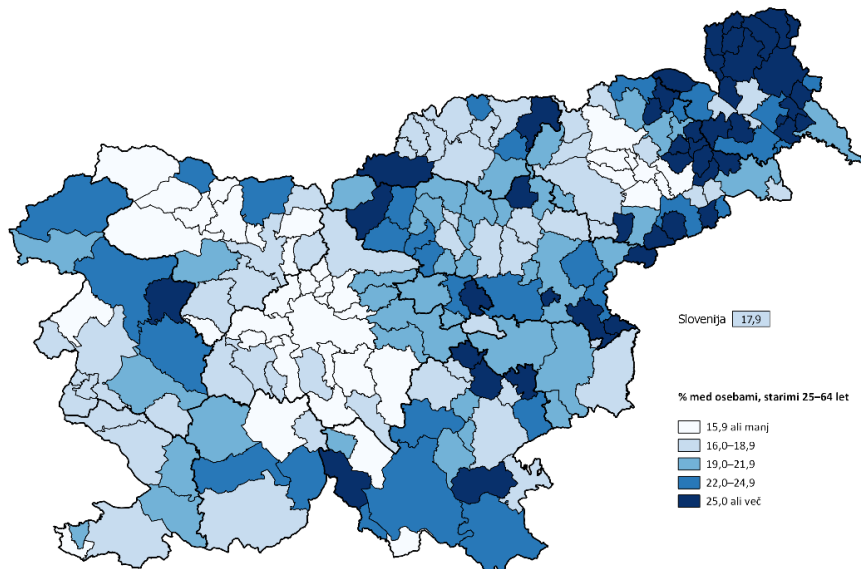 Slovenija 17,9
% med osebami, starimi 25–64 let
15,9 ali manj
16,0–18,9
19,0–21,9
22,0–24,9
25,0 ali več